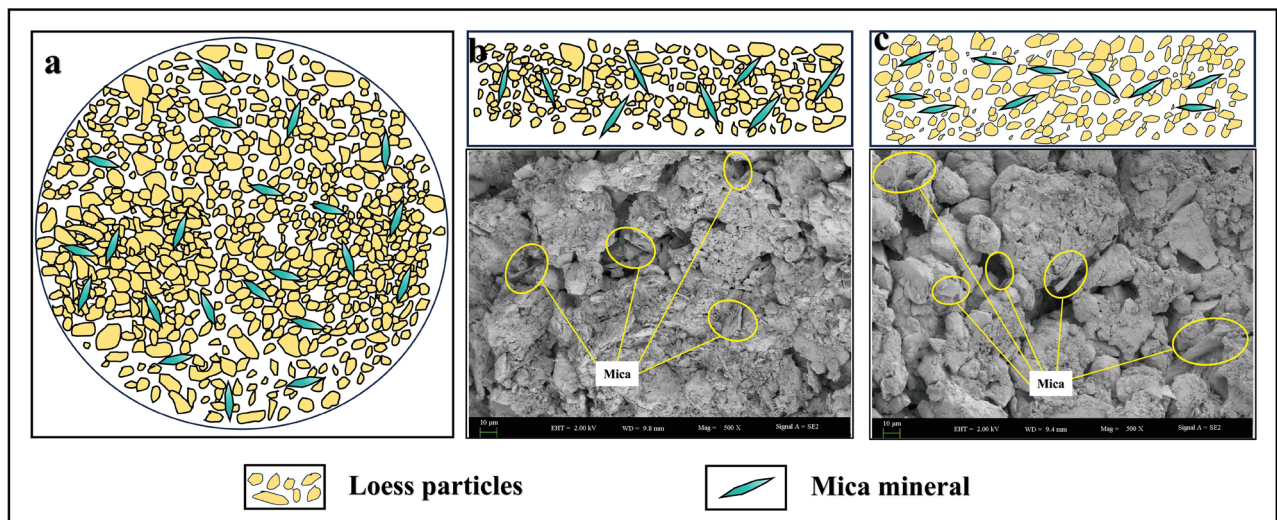 a
b
c
Mica
Mica
10 µm
EHT = 2.00 kV
WD = 9.8 mm
Mag = 500 X
Signal A = SE2
10 µm
EHT = 2.00 kV
WD = 9.4 mm
Mag = 500 X
Signal A = SE2
Loess particles
Mica mineral